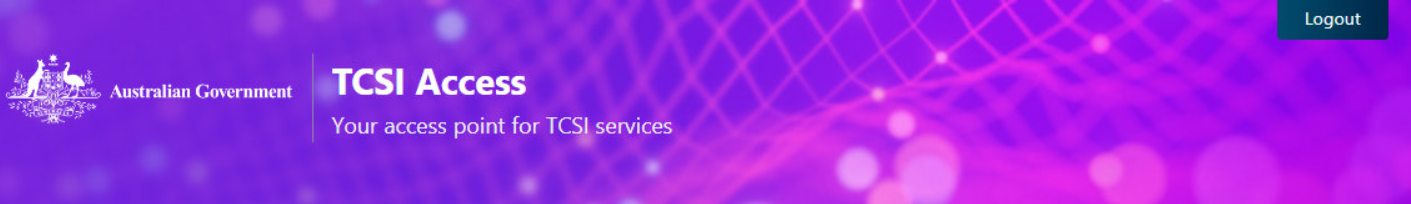 Logout
Australian Government
TCSI Access
Your access point for TCSI services